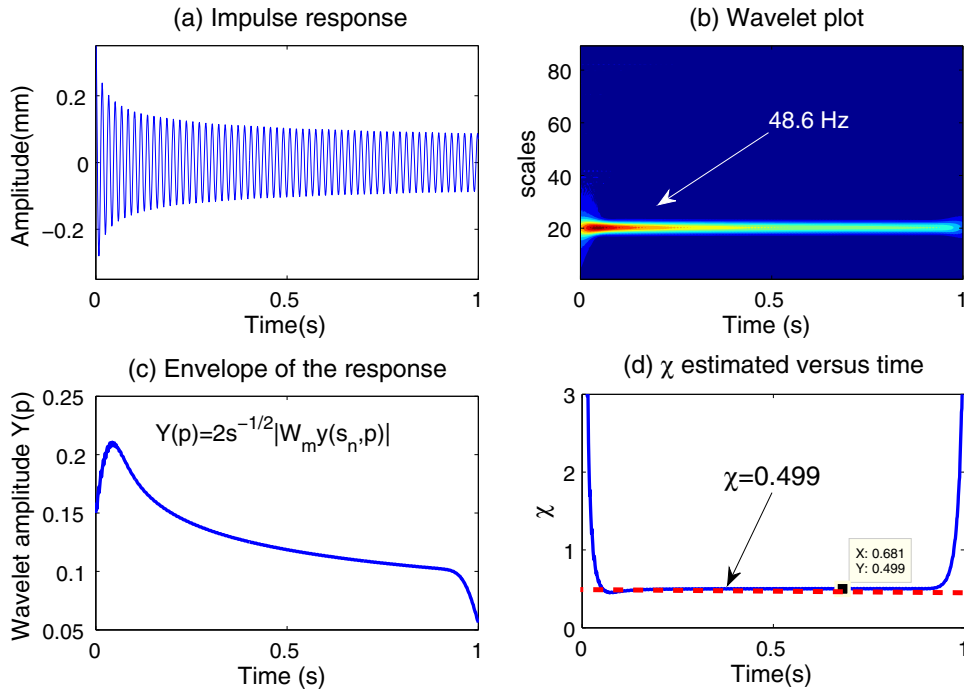 (a) Impulse response
Amplitude(mm)
0.2
0
−0.2
0
0.5
1
Time(s)
(b) Wavelet plot
scales
80
60
40
20
48.6 Hz
0
0.5
1
Time (s)
(c) Envelope of the response
Wavelet amplitude Y(p)
0.25
0.2
0.15
0.1
0.05
Y(p)=2s^{−1/2}|W_m y(s_n,p)|
0
0.5
1
Time (s)
(d) χ estimated versus time
χ
3
2
1
0
χ=0.499
X: 0.681
Y: 0.499
0
0.5
1
Time(s)